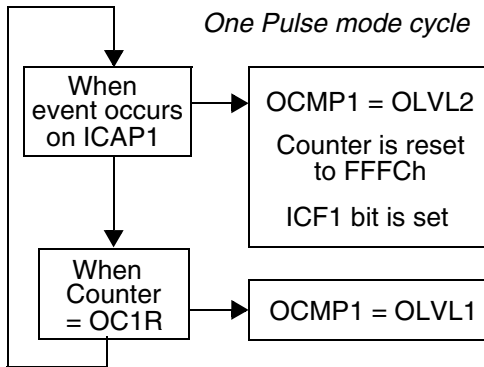 One Pulse mode cycle
When
event occurs
on ICAP1
OCMP1 = OLVL2
Counter is reset
to FFFCh
ICF1 bit is set
When
Counter
= OC1R
OCMP1 = OLVL1